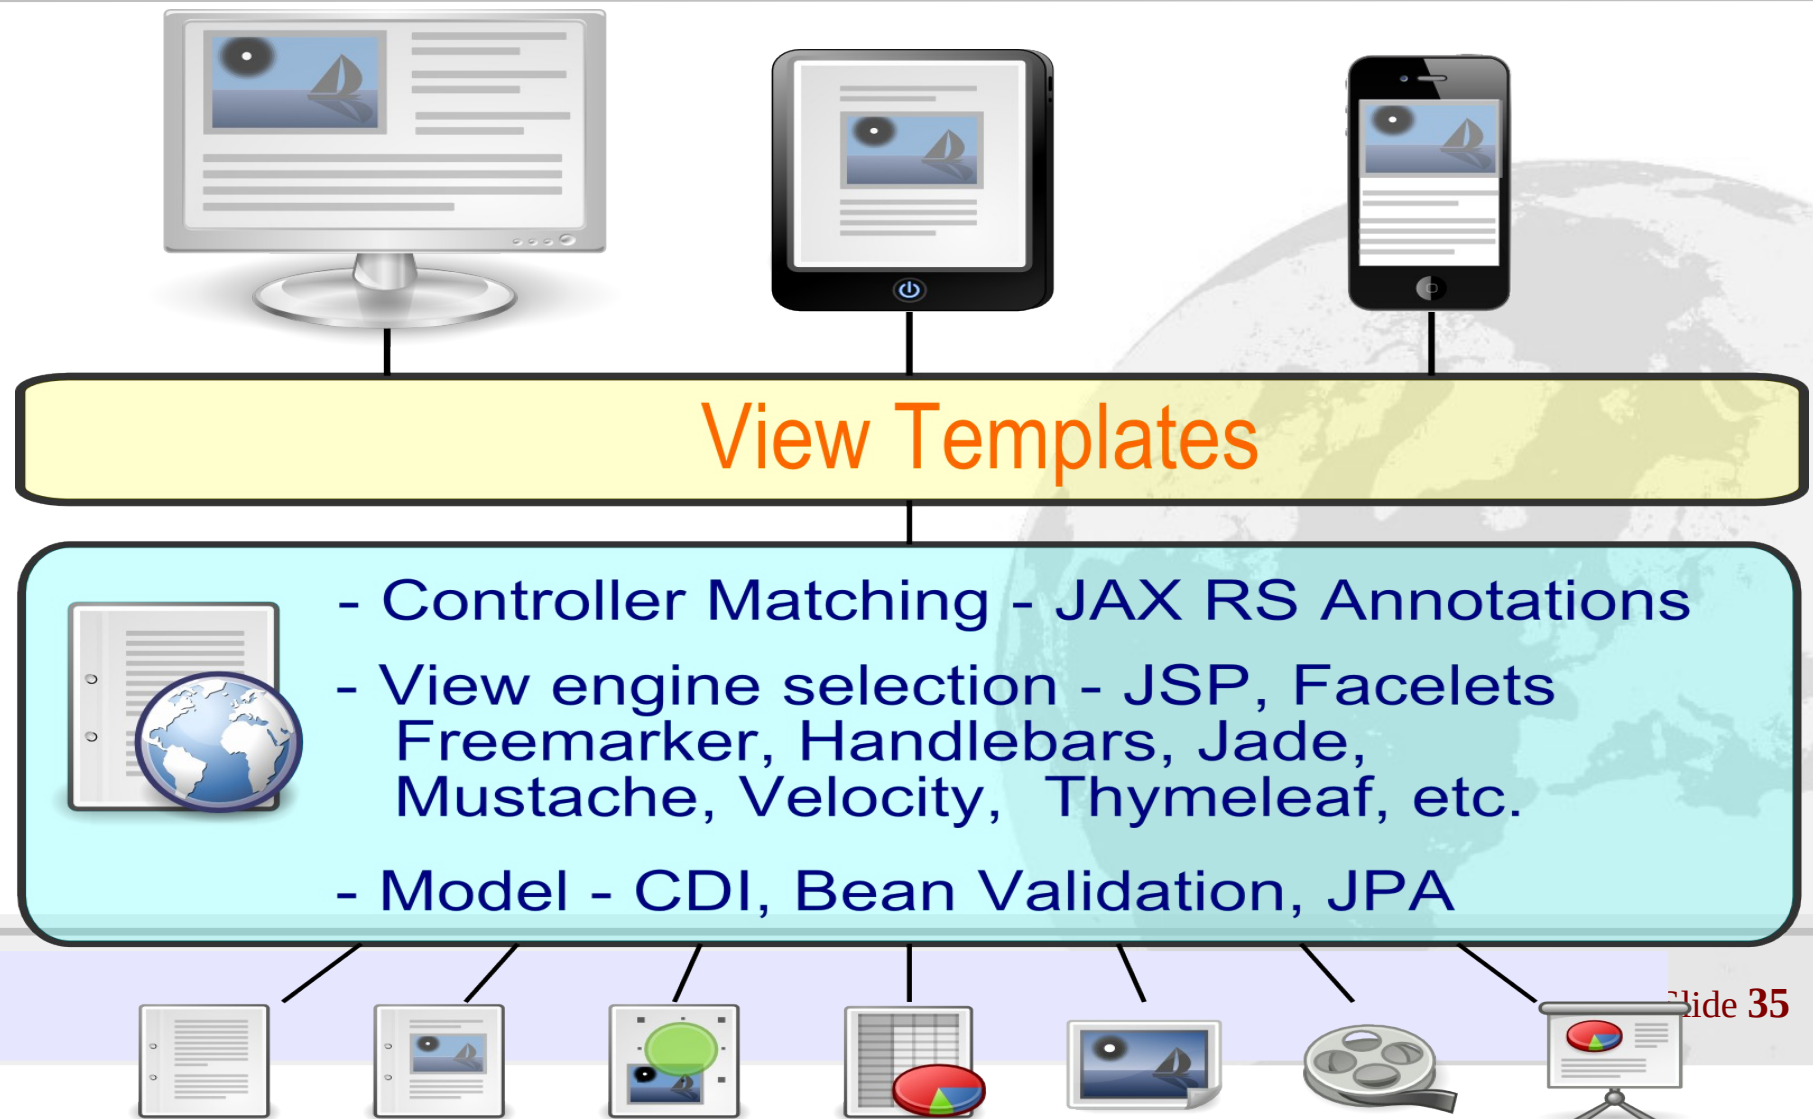 View Templates
- Controller Matching - JAX RS Annotations
- View engine selection - JSP, Facelets
Freemarker, Handlebars, Jade,
Mustache, Velocity, Thymeleaf, etc.
- Model - CDI, Bean Validation, JPA
Slide 35